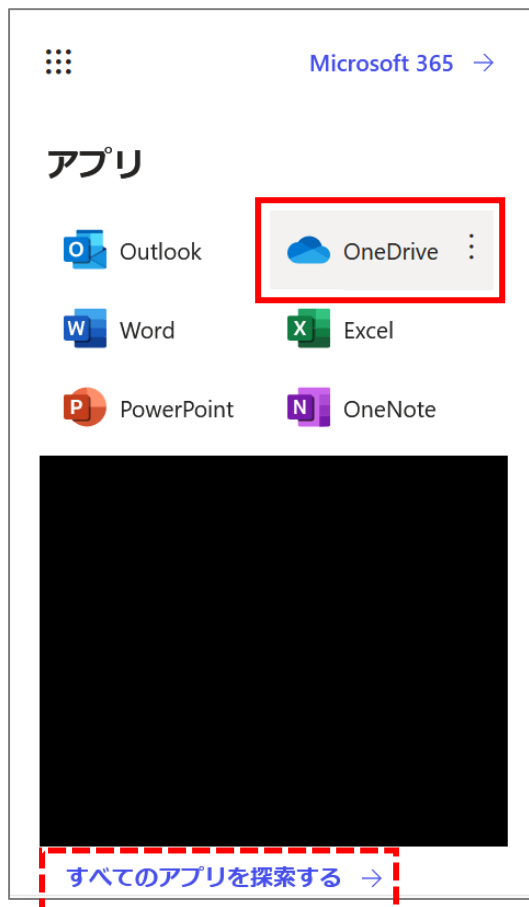 Microsoft 365 →
アプリ
Outlook
OneDrive
Word
Excel
PowerPoint
OneNote
すべてのアプリを探索する →